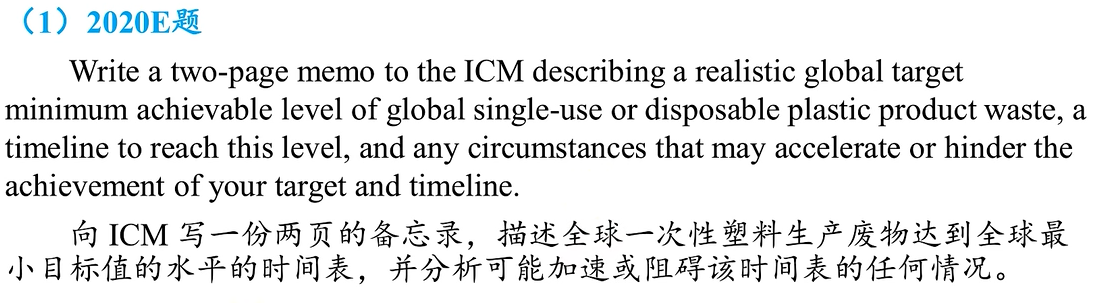 （1）2020E题
Write a two-page memo to the ICM describing a realistic global target
minimum achievable level of global single-use or disposable plastic product waste, a
timeline to reach this level, and any circumstances that may accelerate or hinder the
achievement of your target and timeline.
向 ICM 写一份两页的备忘录，描述全球一次性塑料生产废物达到全球最
小目标值的水平的时间表，并分析可能加速或阻碍该时间表的任何情况。